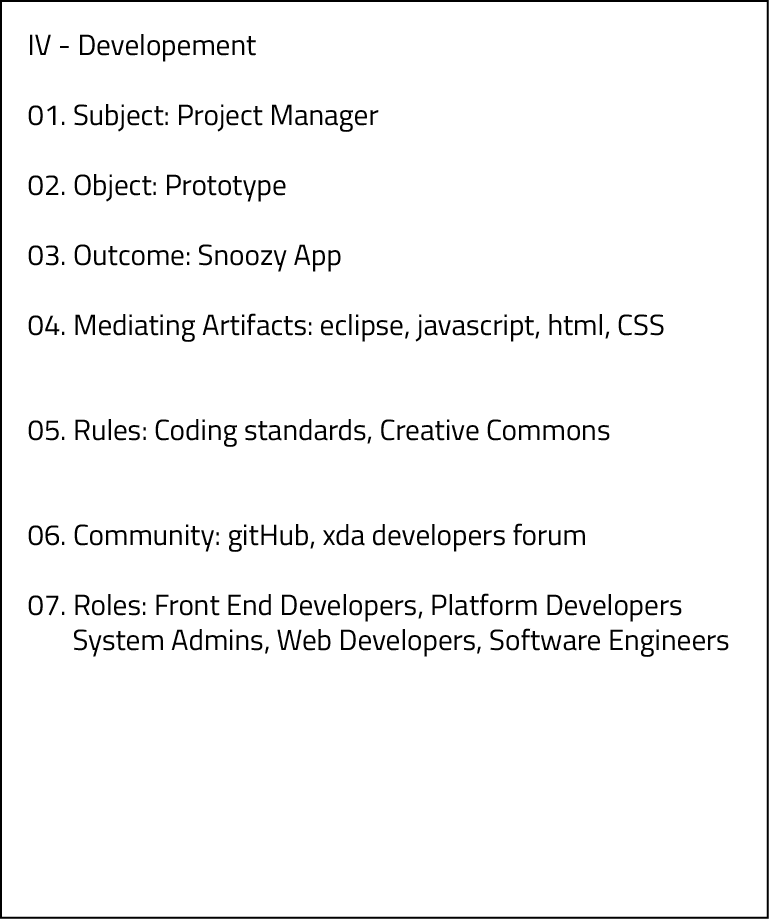 IV - Developement
01. Subject: Project Manager
02. Object: Prototype
03. Outcome: Snoozy App
04. Mediating Artifacts: eclipse, javascript, html, CSS
05. Rules: Coding standards, Creative Commons
06. Community: gitHub, xda developers forum
07. Roles: Front End Developers, Platform Developers
System Admins, Web Developers, Software Engineers